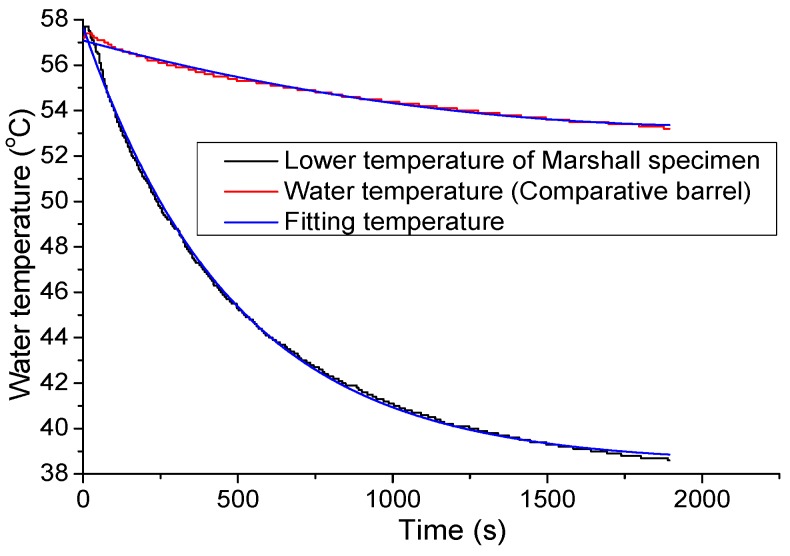 58
56
54
52
50
48
46
44
42
40
38
Water temperature (°C)
Lower temperature of Marshall specimen
Water temperature (Comparative barrel)
Fitting temperature
0 500 1000 1500 2000
Time (s)